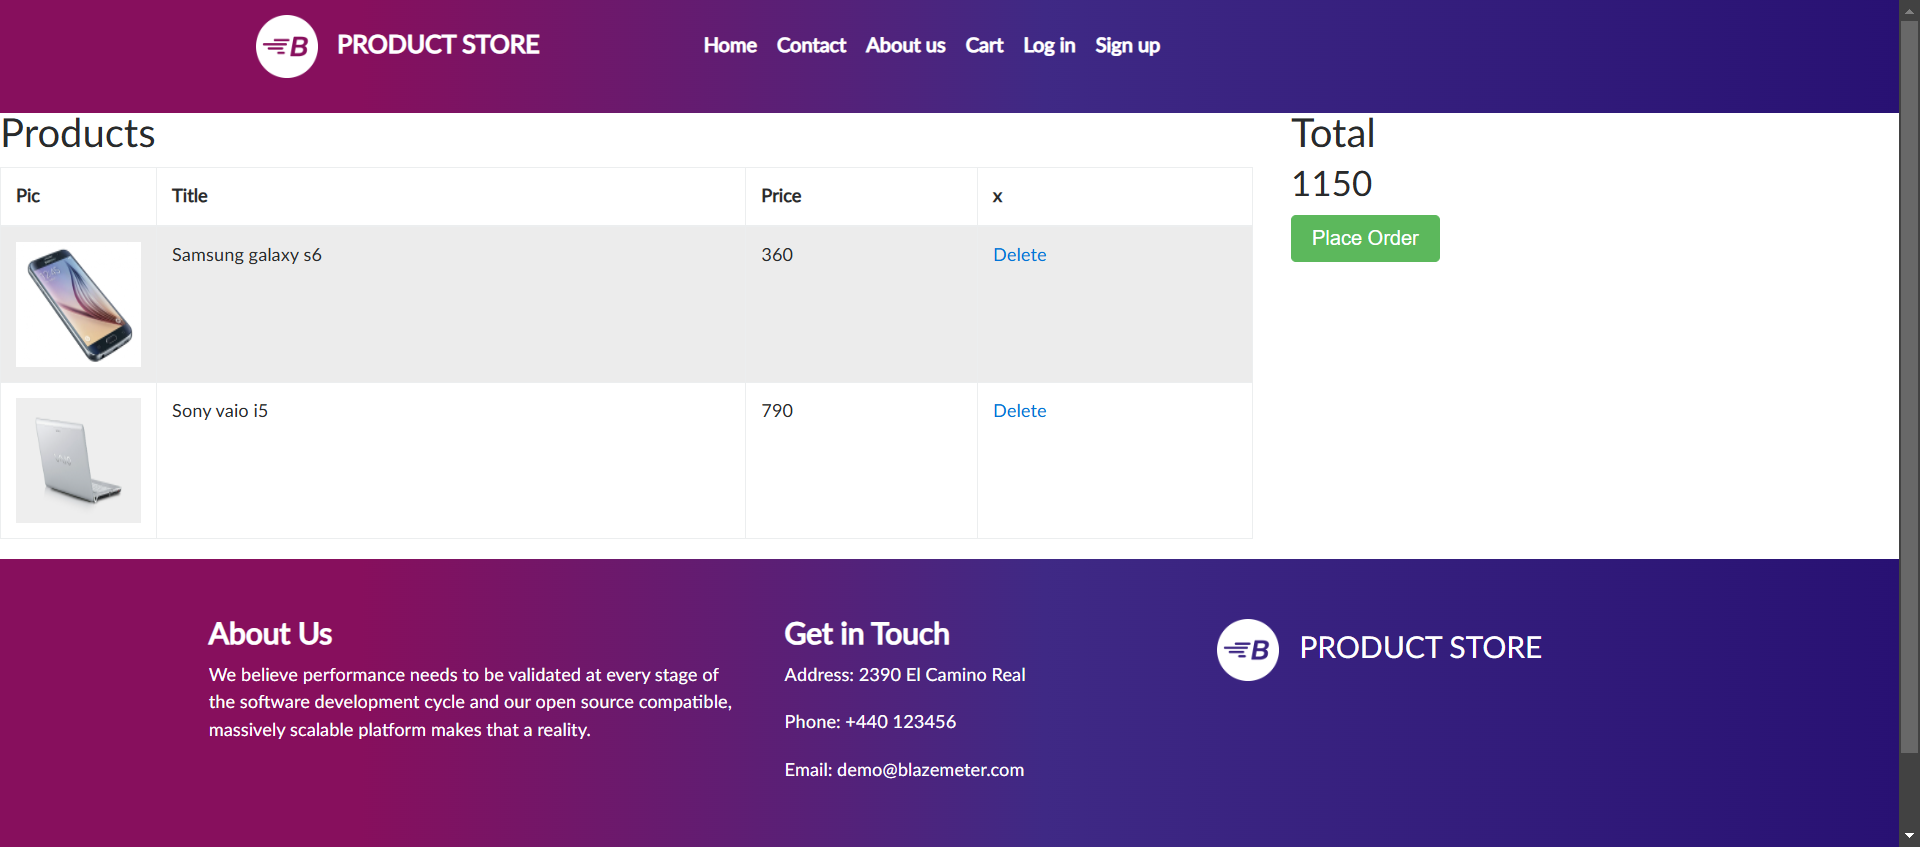 B PRODUCT STORE
Home Contact About us Cart Log in Sign up
Products
Pic Title Price x
Samsung galaxy s6 360 Delete
Sony vaio i5 790 Delete
Total
1150
Place Order
About Us
We believe performance needs to be validated at every stage of
the software development cycle and our open source compatible,
massively scalable platform makes that a reality.
Get in Touch
Address: 2390 El Camino Real
Phone: +440 123456
Email: demo@blazemeter.com
B PRODUCT STORE